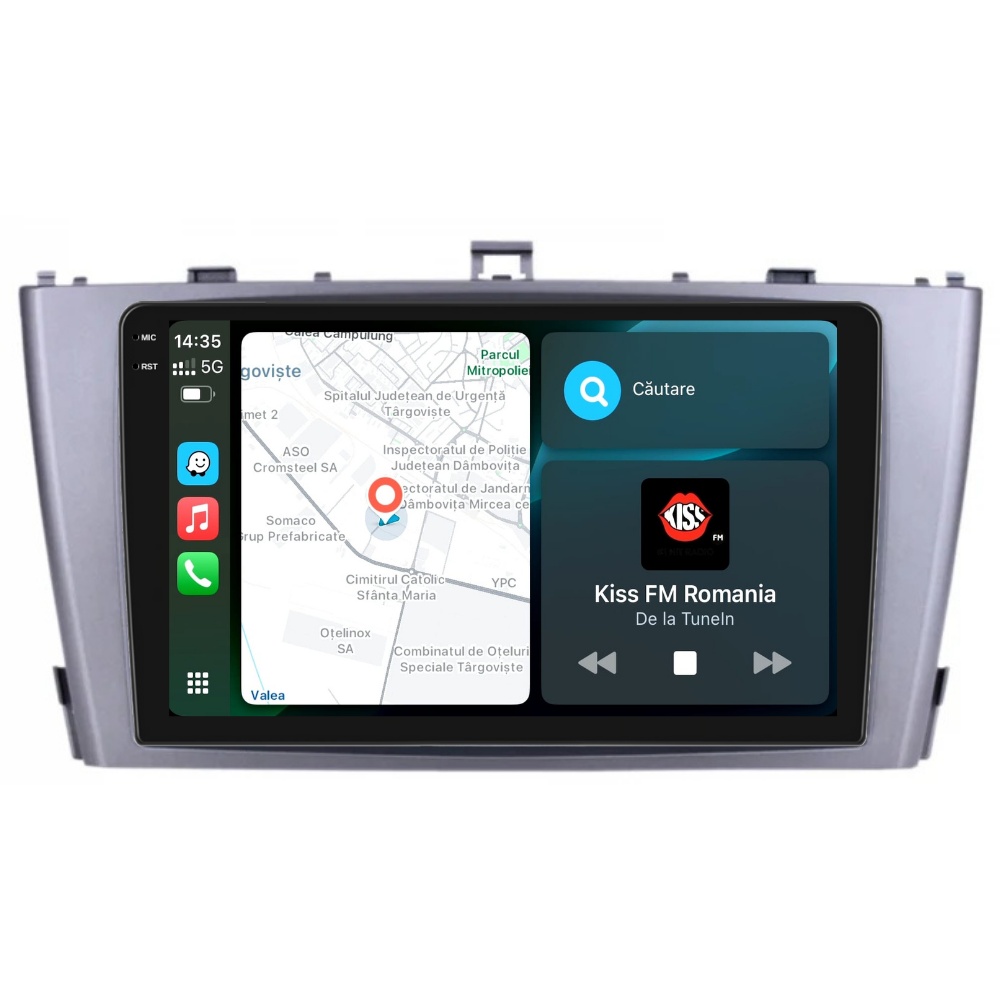 MIC
RST
14:35
5G
Calea Câmpulung
goviște
Parcul
Mitropoliei
Spitalul Județean de Urgență
Târgoviște
imet 2
ASO
Cromsteel SA
Inspectoratul de Poliție
Județean Dâmbovița
ectoratul de Jandarm
Dâmbovița Mircea ce
Somaco
Grup Prefabricate
Cimitirul Catolic
Sfânta Maria
YPC
Oțelinox
SA
Combinatul de Oțeluri
Speciale Târgoviște
Valea
Căutare
KISS
FM
Kiss FM Romania
De la TuneIn